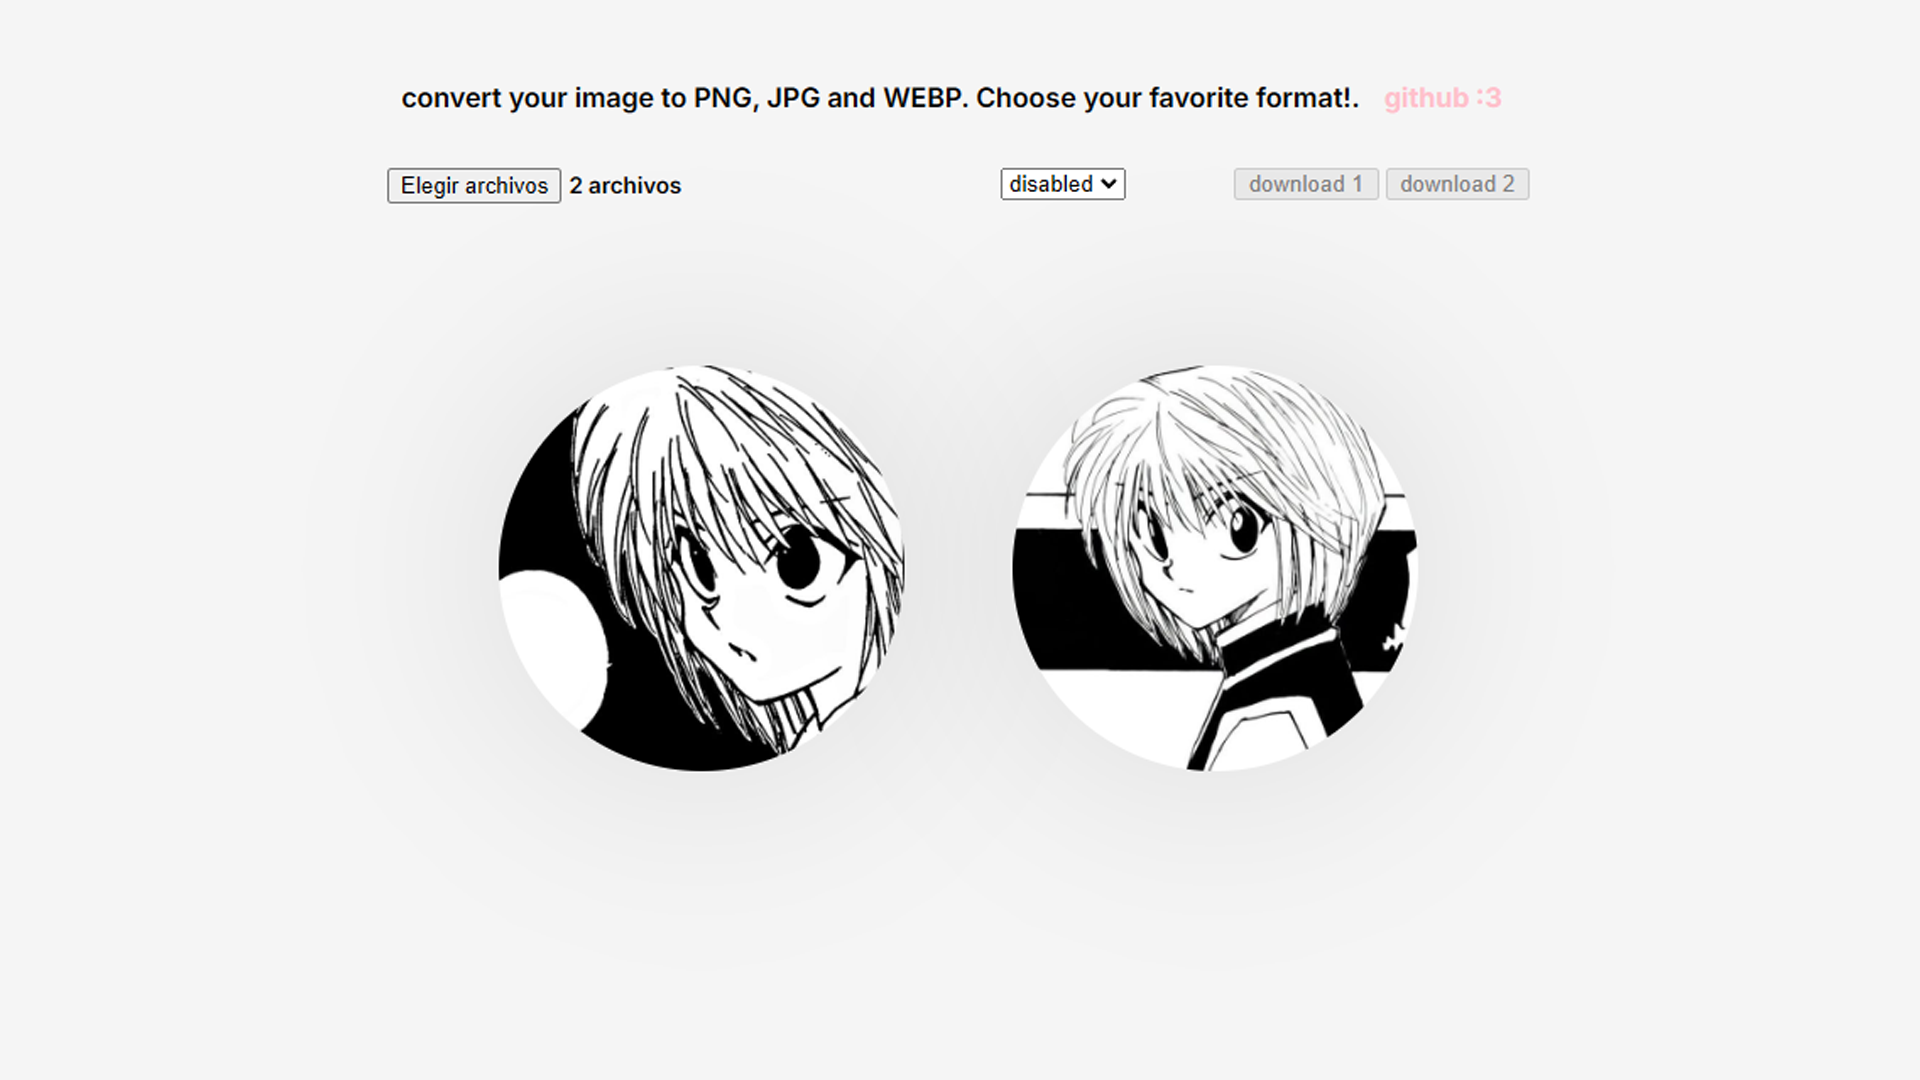 convert your image to PNG, JPG and WEBP. Choose your favorite format!. github :3
Elegir archivos 2 archivos disabled download 1 download 2